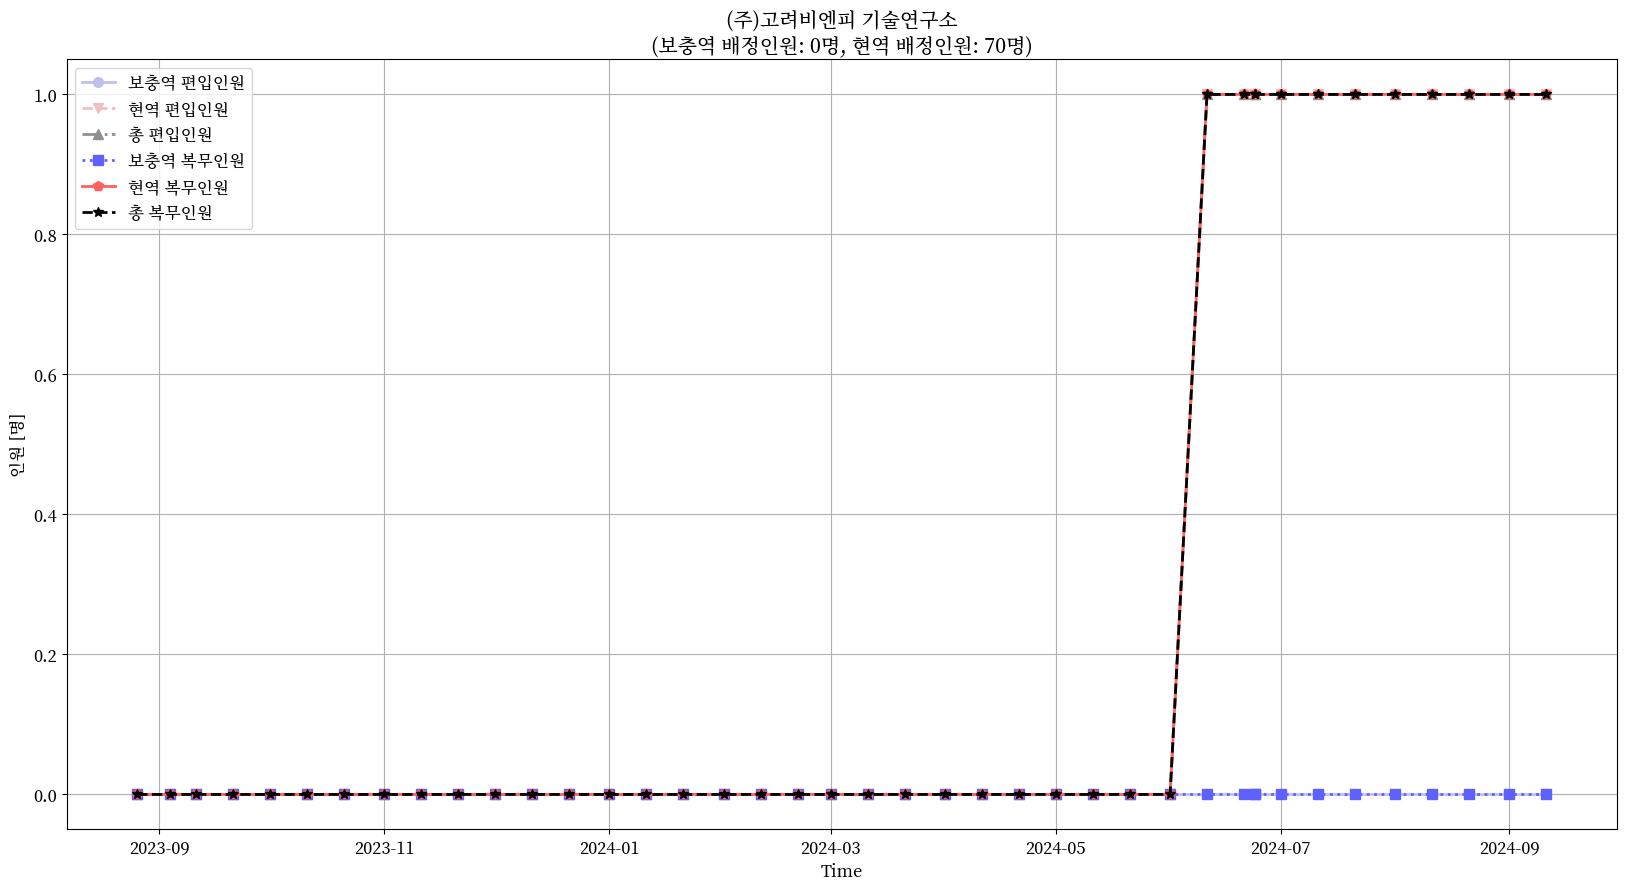 (주)고려비엔피 기술연구소
(보충역 배정인원: 0명, 현역 배정인원: 70명)
보충역 편입인원
현역 편입인원
총 편입인원
보충역 복무인원
현역 복무인원
총 복무인원
1.0
0.8
0.6
0.4
0.2
0.0
인원 [명]
2023-09
2023-11
2024-01
2024-03
2024-05
2024-07
2024-09
Time